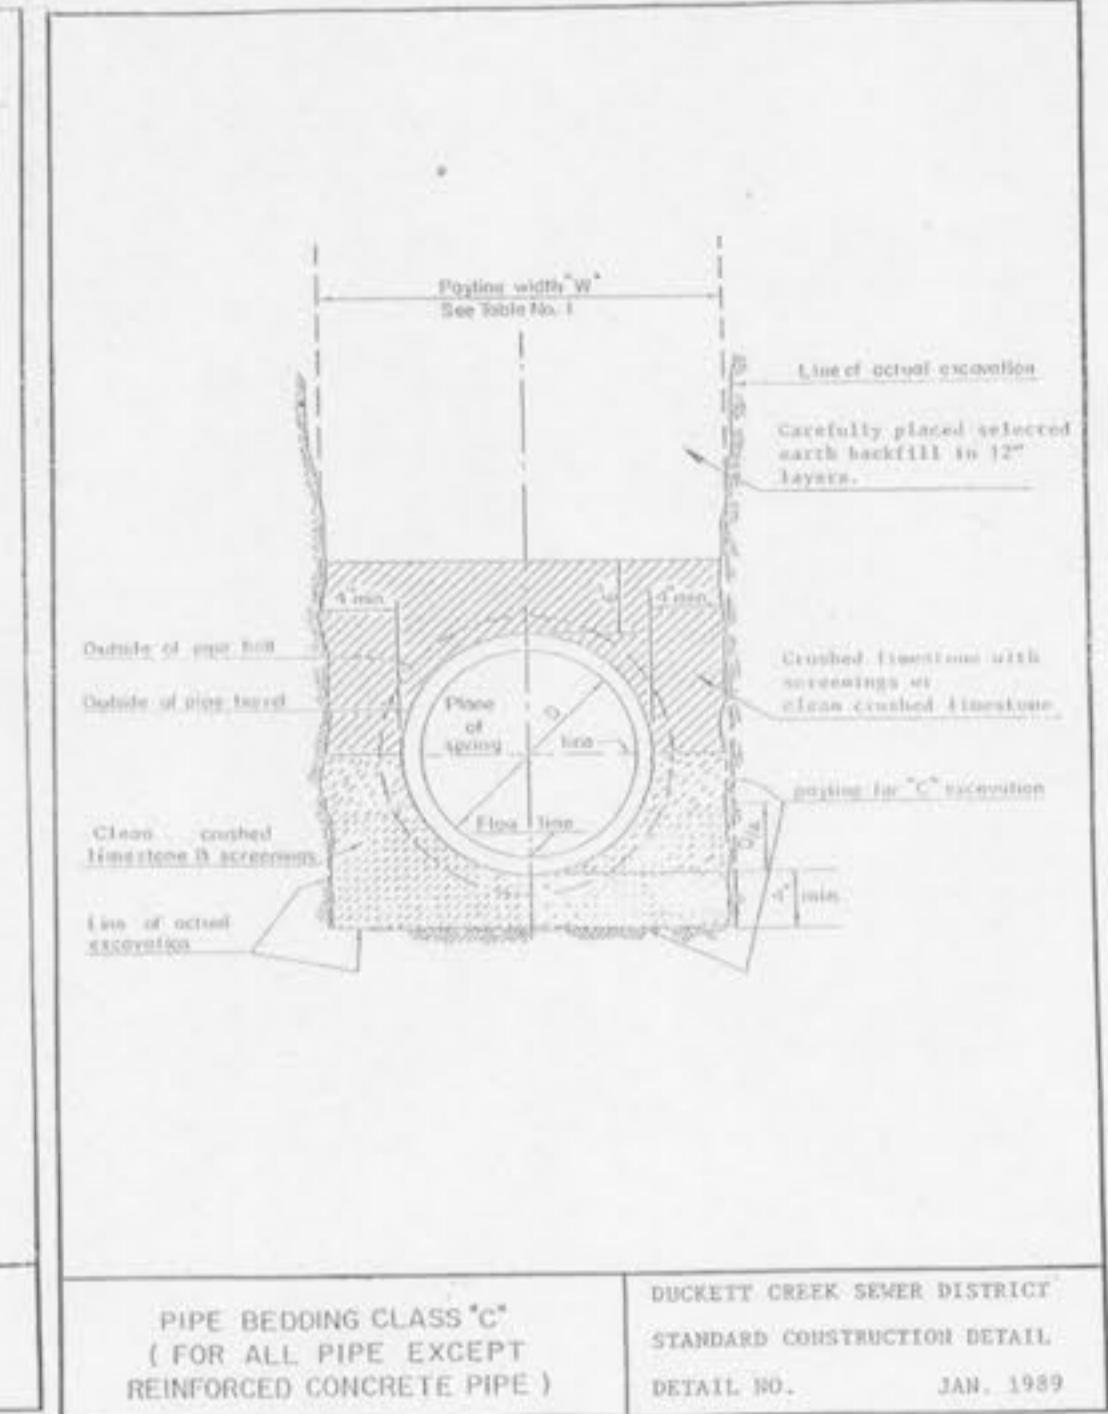 Payline width "W"
See Table No. 1
Line of actual excavation
Carefully placed selected
earth backfill in 12"
layers.
4" min
4" min
Outside of pipe bell
Outside of pipe barrel
Crushed limestone with
screenings or
clean crushed limestone
Plane
of
spring
line
D
Flow line
payline for "C" excavation
Clean crushed
limestone & screenings
4" min
Line of actual
excavation
PIPE BEDDING CLASS "C"
( FOR ALL PIPE EXCEPT
REINFORCED CONCRETE PIPE )
DUCKETT CREEK SEWER DISTRICT
STANDARD CONSTRUCTION DETAIL
DETAIL NO. JAN. 1989